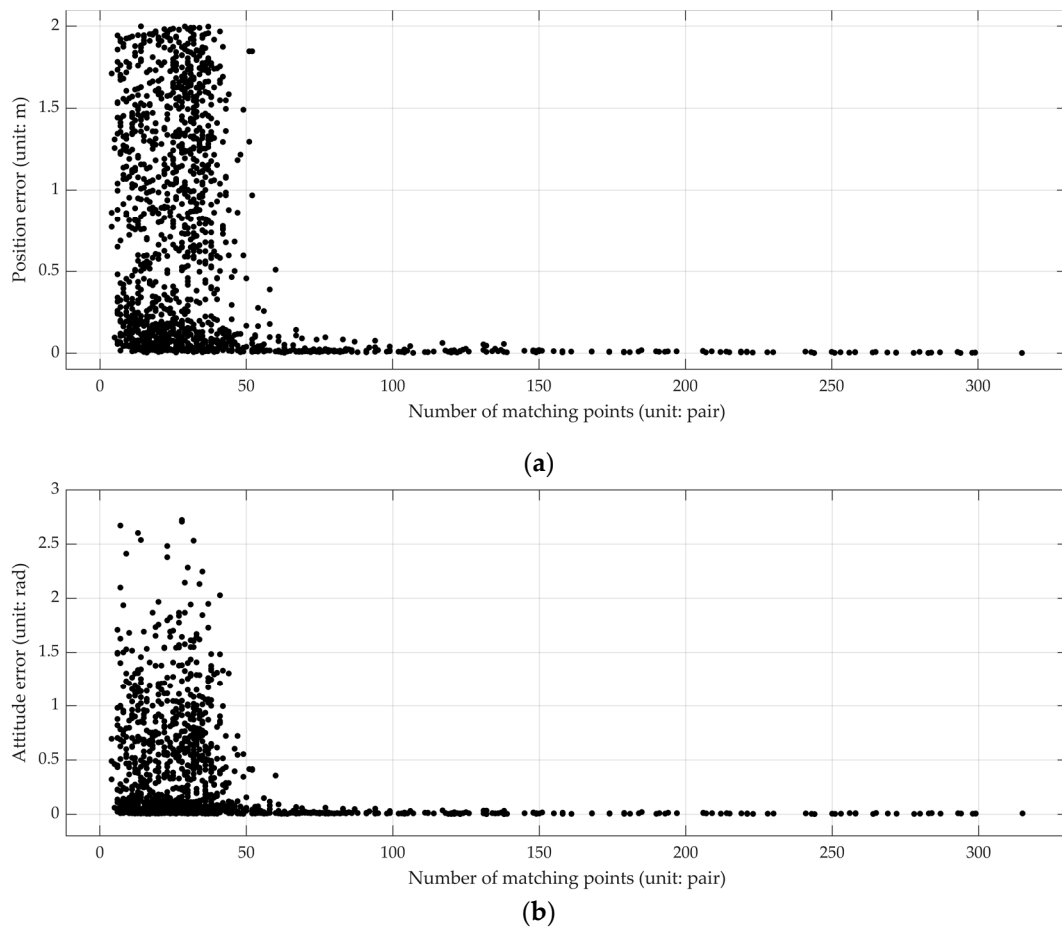 2
1.5
1
0.5
0
Position error (unit: m)
0 50 100 150 200 250 300
Number of matching points (unit: pair)
(a)
3
2.5
2
1.5
1
0.5
0
Attitude error (unit: rad)
0 50 100 150 200 250 300
Number of matching points (unit: pair)
(b)